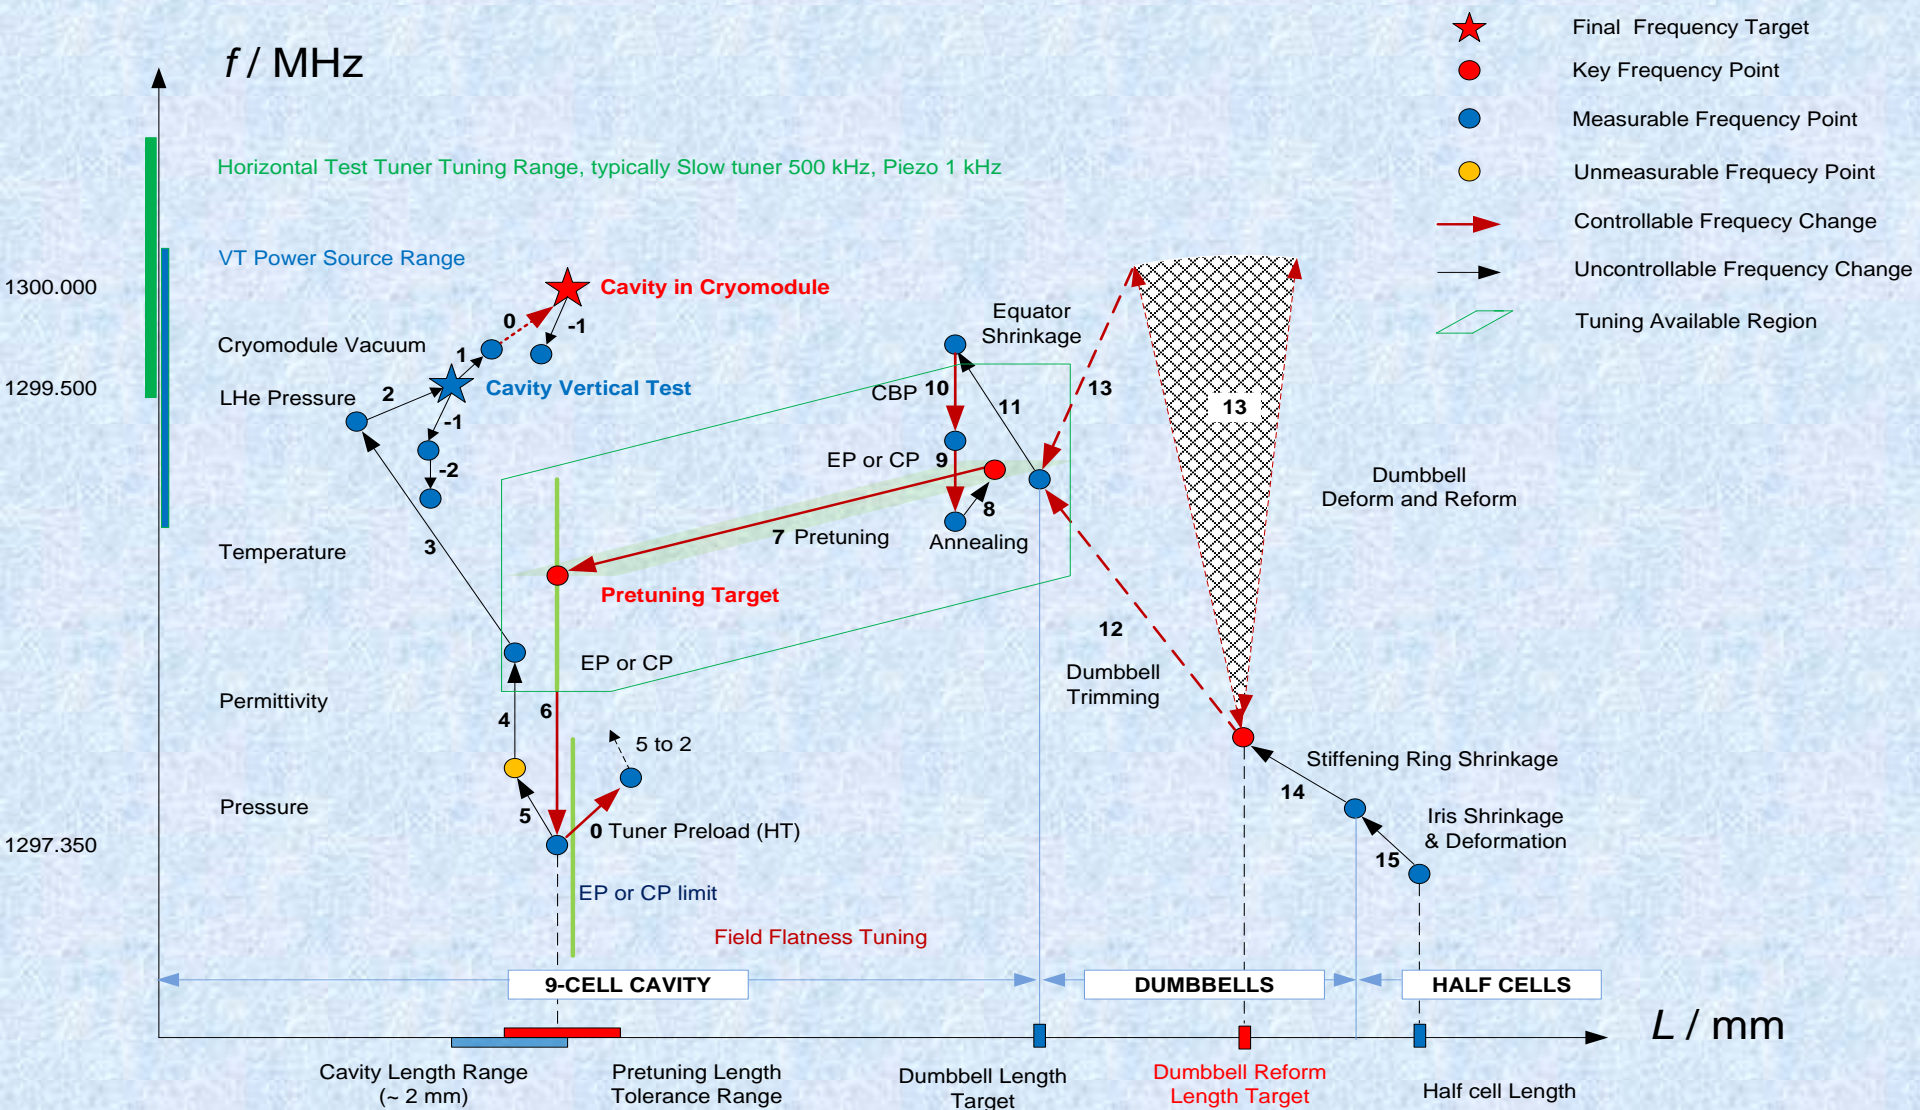 f / MHz
Final  Frequency Target
Key Frequency Point
Measurable Frequency Point
Unmeasurable Frequecy Point
Controllable Frequecy Change
Uncontrollable Frequency Change
Tuning Available Region
Horizontal Test Tuner Tuning Range, typically Slow tuner 500 kHz, Piezo 1 kHz
VT Power Source Range
1300.000
Cavity in Cryomodule
0
-1
Cryomodule Vacuum
1
1299.500
LHe Pressure
2
Cavity Vertical Test
-1
-2
Equator
Shrinkage
CBP
10
11
13
13
EP or CP
9
8
Annealing
7 Pretuning
Dumbbell
Deform and Reform
Temperature
3
Pretuning Target
12
Dumbbell
Trimming
EP or CP
Permittivity
4
6
5 to 2
Pressure
5
0 Tuner Preload (HT)
Stiffening Ring Shrinkage
14
Iris Shrinkage
& Deformation
15
1297.350
EP or CP limit
Field Flatness Tuning
9-CELL CAVITY
DUMBBELLS
HALF CELLS
L / mm
Cavity Length Range
(~ 2 mm)
Pretuning Length
Tolerance Range
Dumbbell Length
Target
Dumbbell Reform
Length Target
Half cell Length